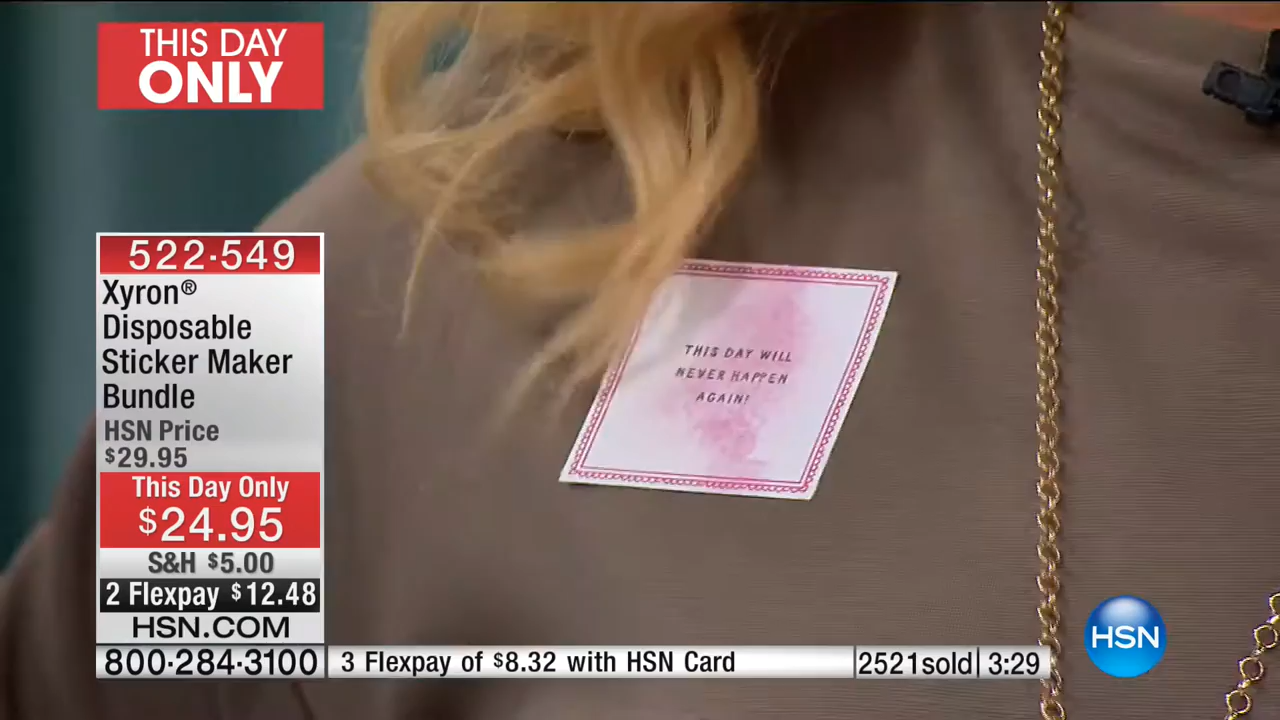 THIS DAY
ONLY
522-549
Xyron®
Disposable
Sticker Maker
Bundle
HSN Price
$29.95
This Day Only
$24.95
S&H $5.00
2 Flexpay $12.48
HSN.COM
800-284-3100
3 Flexpay of $8.32 with HSN Card
2521sold
3:29
THIS DAY WILL
NEVER HAPPEN
AGAIN!
HSN